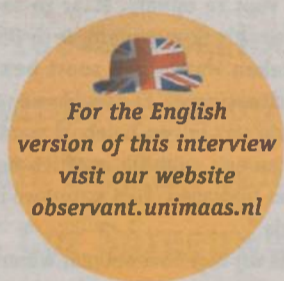 For the English
version of this interview
visit our website
observant.unimaas.nl